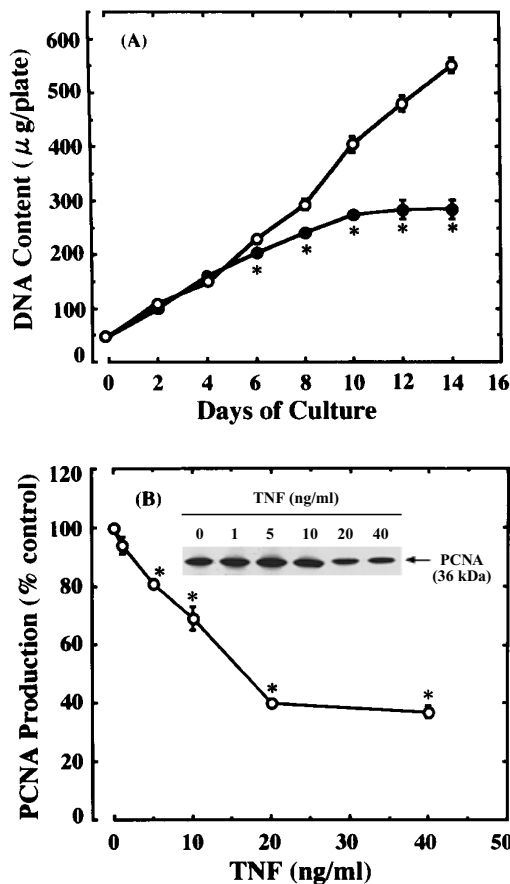 (A)
DNA Content ( μ g/plate)
600
500
400
300
200
100
0
*
*
*
*
*
0 2 4 6 8 10 12 14 16
Days of Culture
(B)
PCNA Production (% control)
120
100
80
60
40
20
0
TNF (ng/ml)
0 1 5 10 20 40
PCNA
(36 kDa)
*
*
*
*
0 10 20 30 40 50
TNF (ng/ml)